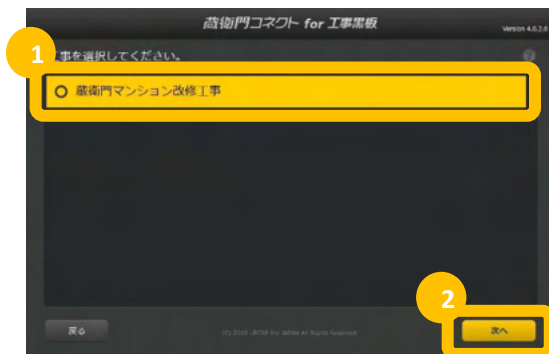 蔵衛門コネクト for 工事黒板
Version 4.6.2.0
1
工事を選択してください。
蔵衛門マンション改修工事
2
戻る
次へ